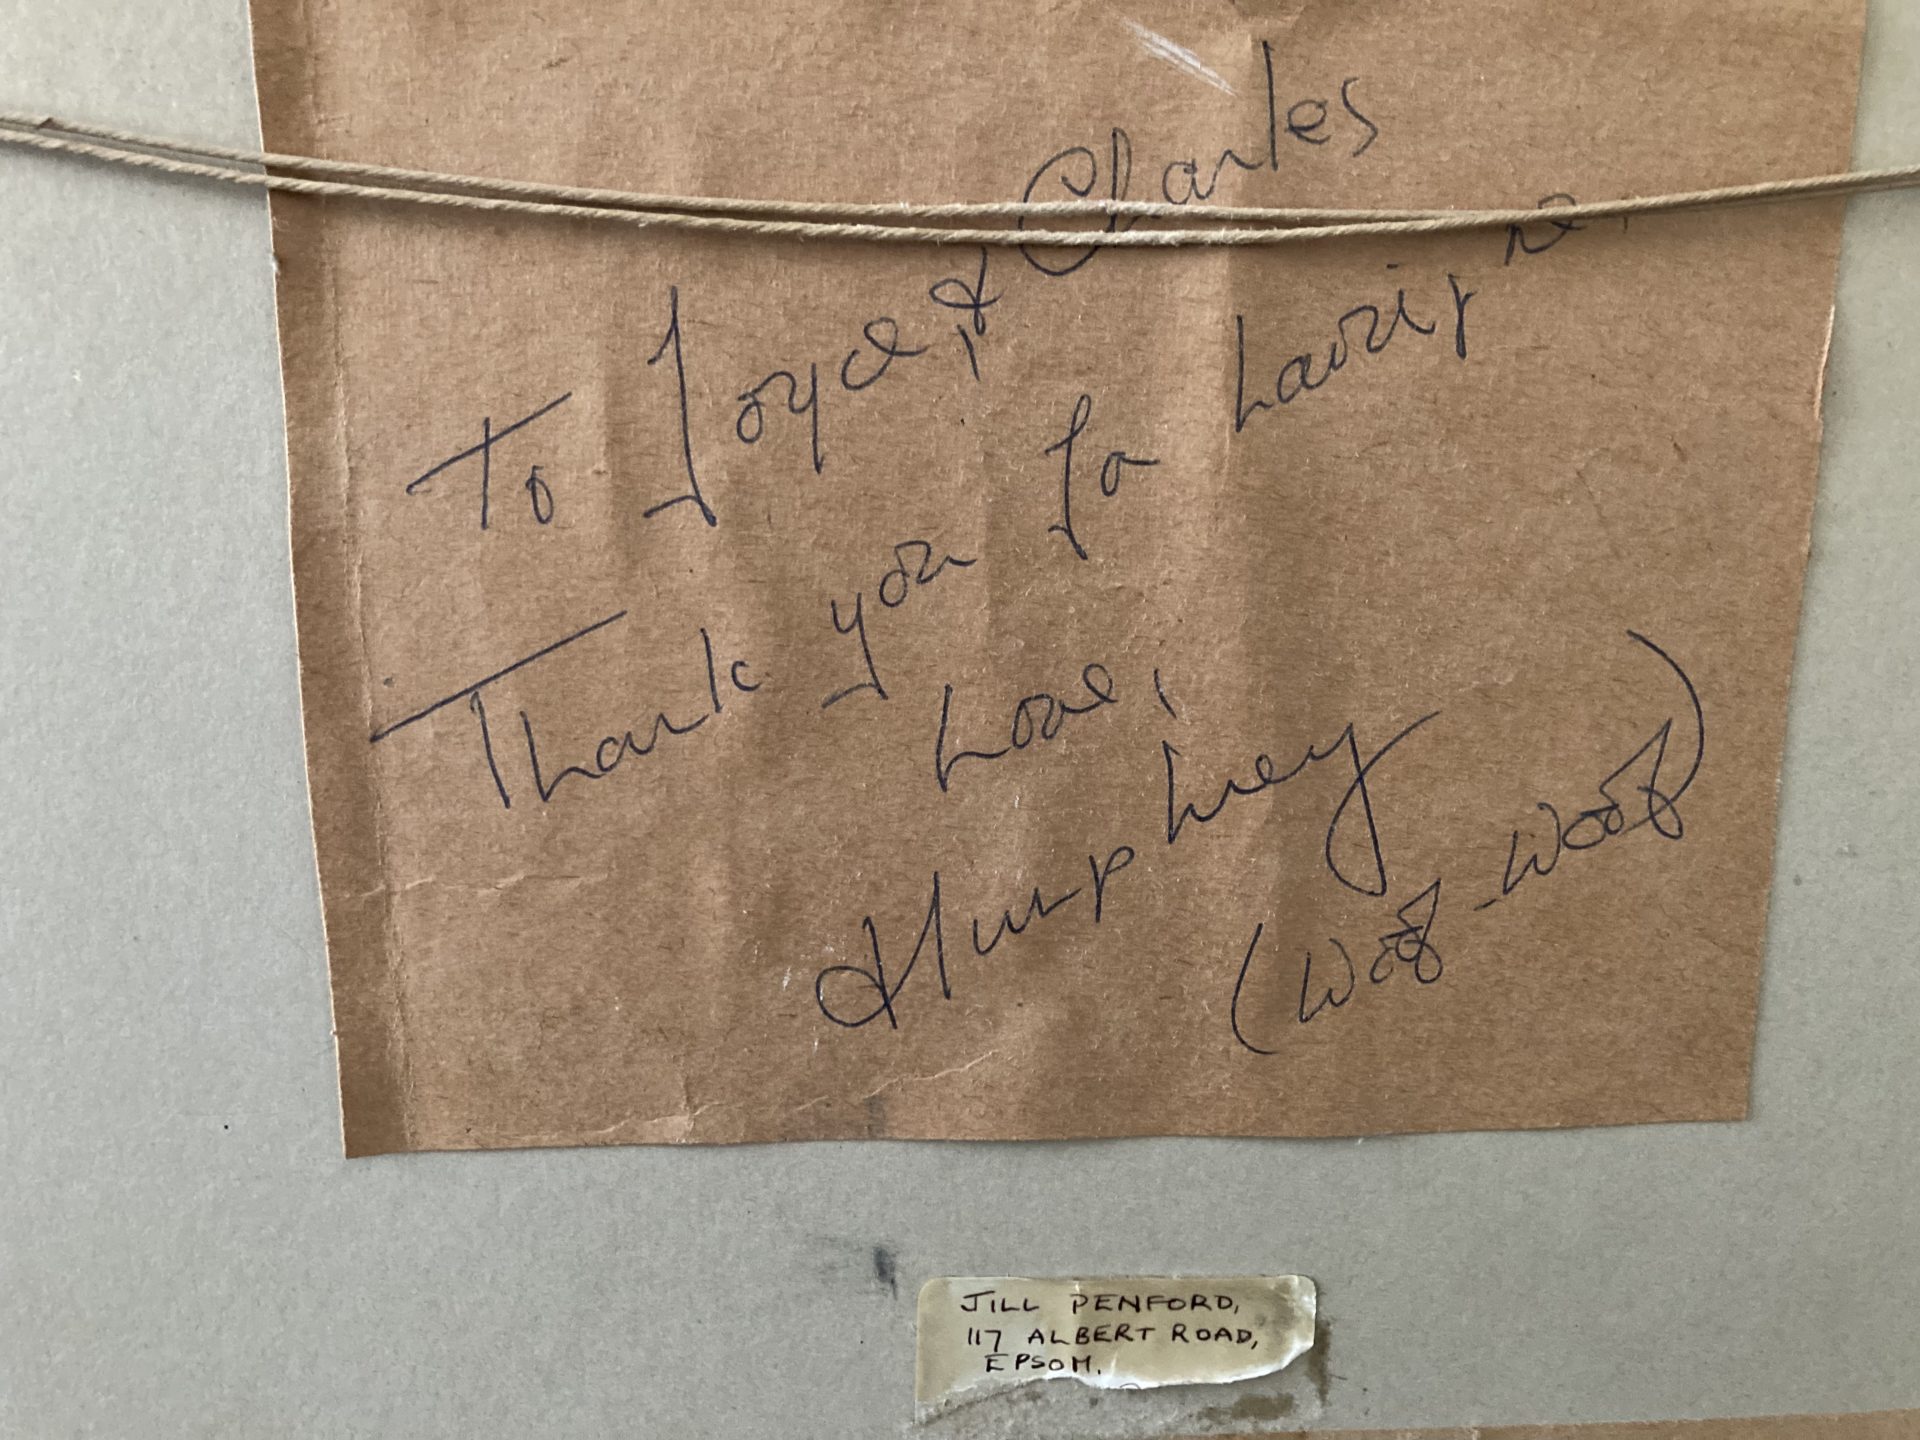 To Joyce, & Charles
Thank you for having me.
Love,
Humphrey
(Woof-Woof)
JILL PENFORD,
117 ALBERT ROAD,
EPSOM.